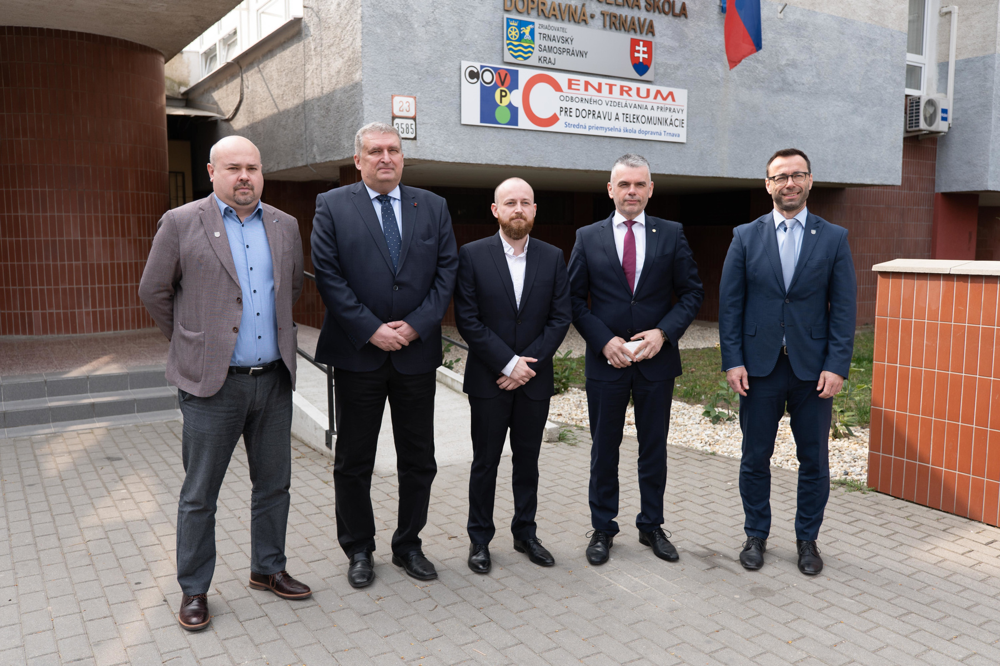 ŠKOLA
DOPRAVNÁ - TRNAVA
ZRIAĎOVATEĽ
TRNAVSKÝ
SAMOSPRÁVNY
KRAJ
COVP
CENTRUM
ODBORNÉHO VZDELÁVANIA A PRÍPRAVY
PRE DOPRAVU A TELEKOMUNIKÁCIE
Stredná priemyselná škola dopravná Trnava
23
3585